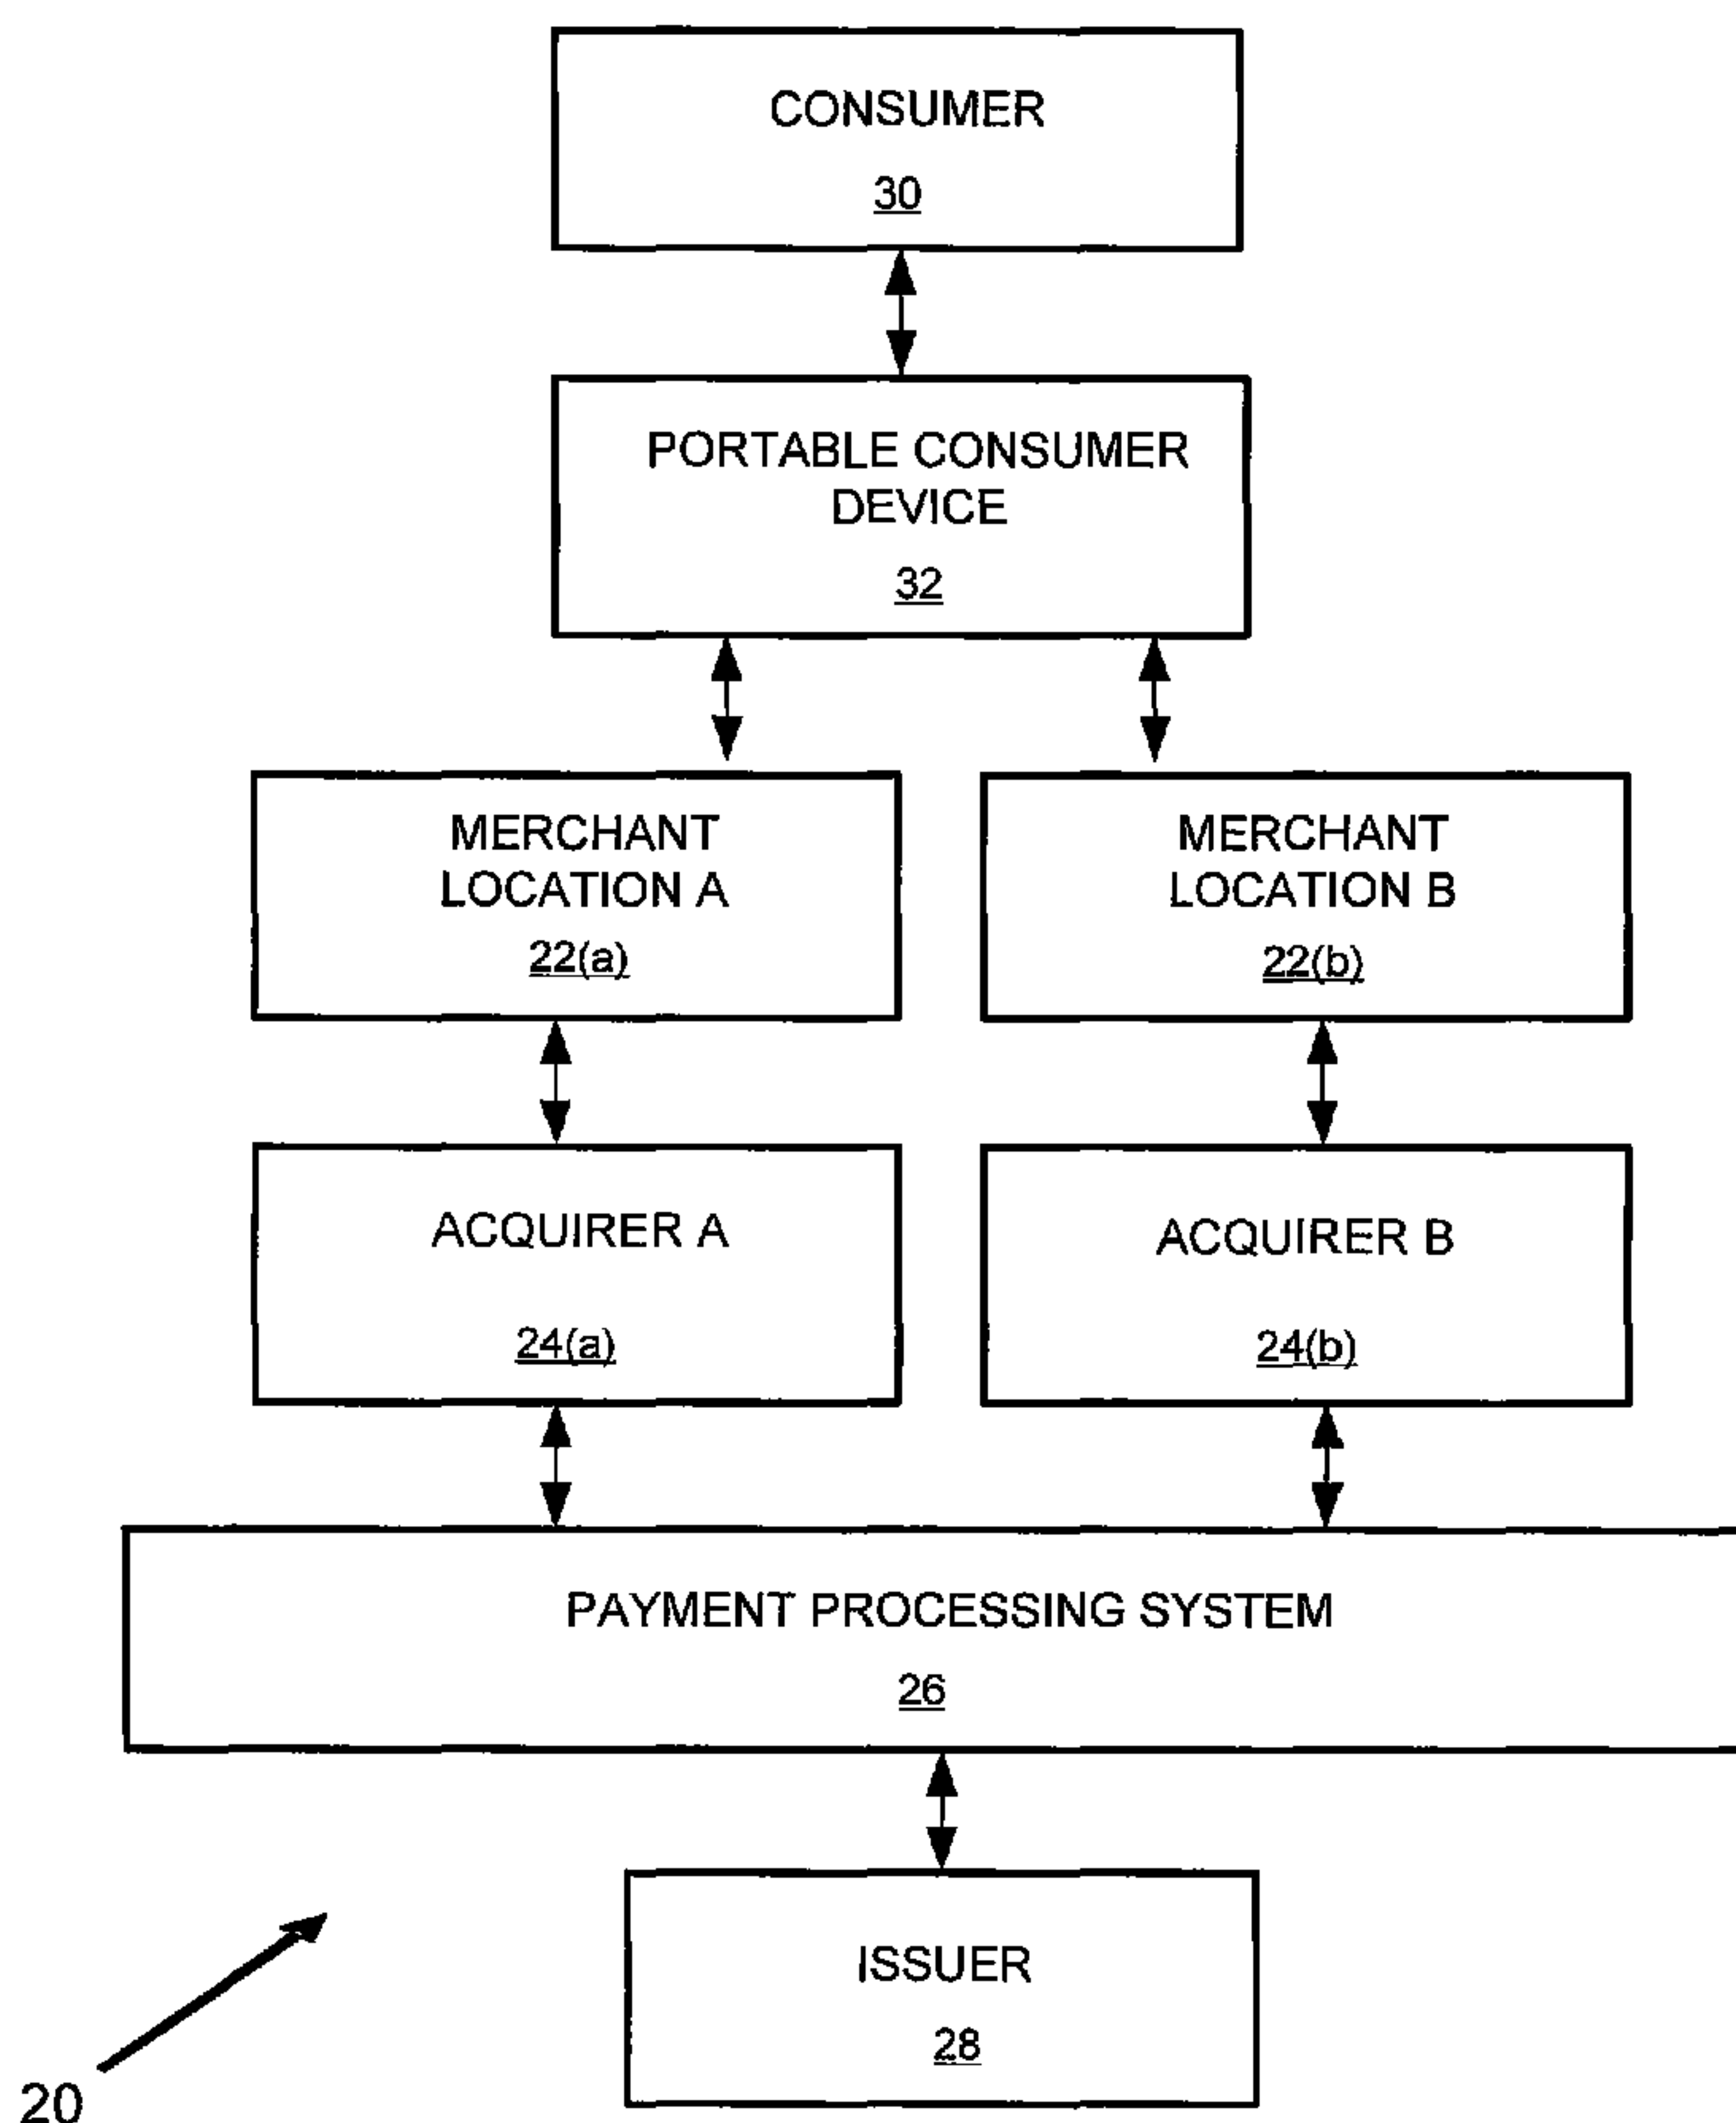 CONSUMER
30
PORTABLE CONSUMER
DEVICE
32
MERCHANT
LOCATION A
22(a)
MERCHANT
LOCATION B
22(b)
ACQUIRER A
24(a)
ACQUIRER B
24(b)
PAYMENT PROCESSING SYSTEM
26
ISSUER
28
20